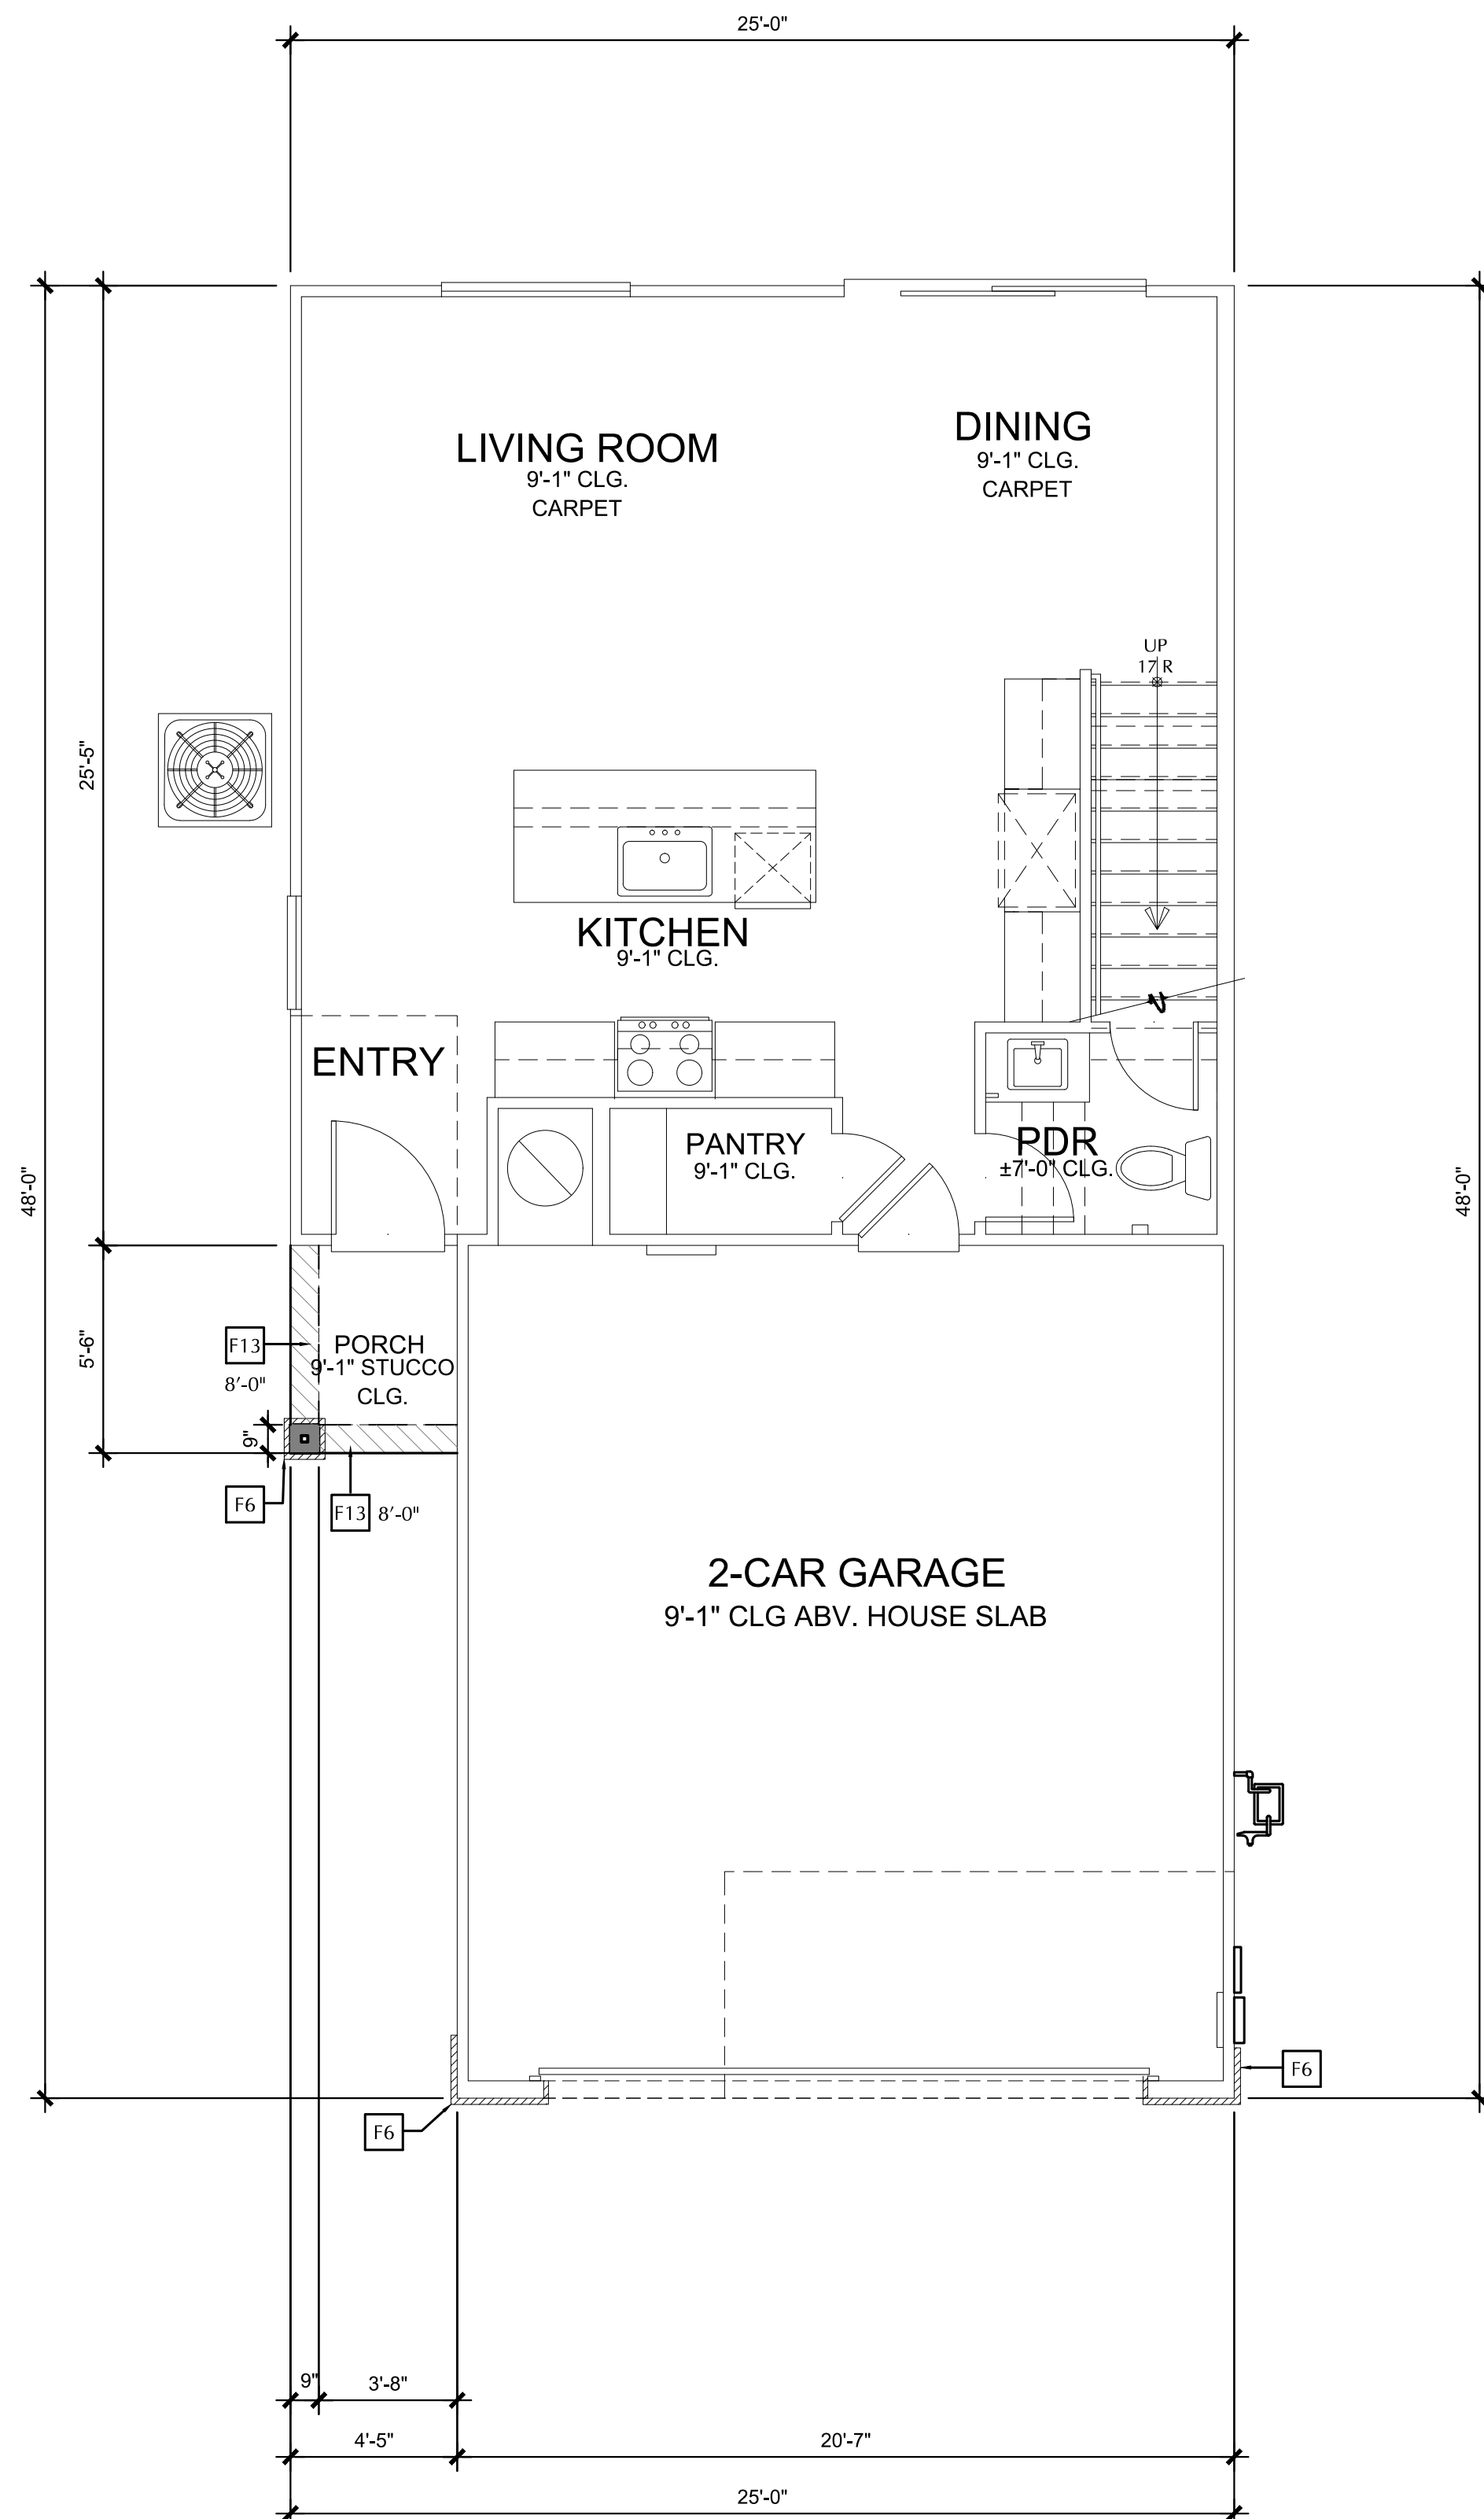 25'-0"
LIVING ROOM
9'-1" CLG.
CARPET
DINING
9'-1" CLG.
CARPET
UP
17 R
25'-5"
KITCHEN
9'-1" CLG.
ENTRY
PANTRY
9'-1" CLG.
PDR
±7'-0" CLG.
48'-0"
48'-0"
5'-6"
F13
8'-0"
PORCH
9'-1" STUCCO
CLG.
9"
F6
F13 8'-0"
2-CAR GARAGE
9'-1" CLG ABV. HOUSE SLAB
F6
F6
9"
3'-8"
4'-5"
20'-7"
25'-0"